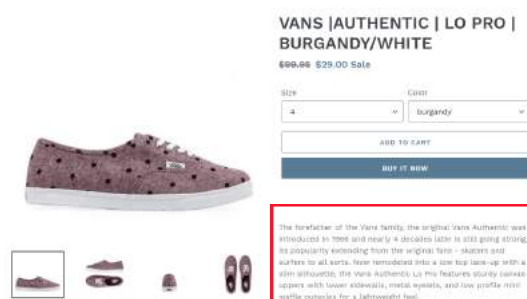 VANS |AUTHENTIC | LO PRO |
BURGANDY/WHITE
$99.95 $29.00 Sale
Size
Color
4
burgandy
ADD TO CART
BUY IT NOW
The forefather of the Vans family, the original Vans Authentic was
introduced in 1966 and nearly 4 decades later is still going strong,
its popularity extending from the original fans - skaters and
surfers to all sorts. Now remodeled into a low top lace-up with a
slim silhouette, the Vans Authentic Lo Pro features sturdy canvas
uppers with lower sidewalls, metal eyelets, and low profile mini
waffle outsoles for a lightweight feel.